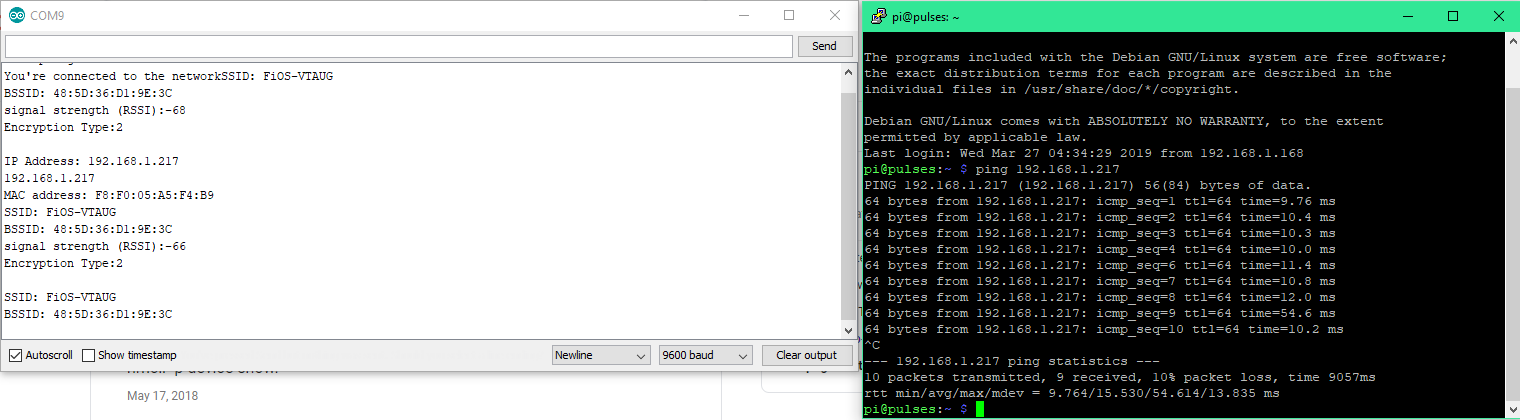 COM9
Send
You're connected to the networkSSID: FiOS-VTAUG
BSSID: 48:5D:36:D1:9E:3C
signal strength (RSSI):-68
Encryption Type:2
IP Address: 192.168.1.217
192.168.1.217
MAC address: F8:F0:05:A5:F4:B9
SSID: FiOS-VTAUG
BSSID: 48:5D:36:D1:9E:3C
signal strength (RSSI):-66
Encryption Type:2
SSID: FiOS-VTAUG
BSSID: 48:5D:36:D1:9E:3C
Autoscroll
Show timestamp
Newline
9600 baud
Clear output
May 17, 2018
pi@pulses: ~
The programs included with the Debian GNU/Linux system are free software;
the exact distribution terms for each program are described in the
individual files in /usr/share/doc/*/copyright.
Debian GNU/Linux comes with ABSOLUTELY NO WARRANTY, to the extent
permitted by applicable law.
Last login: Wed Mar 27 04:34:29 2019 from 192.168.1.168
pi@pulses:~ $ ping 192.168.1.217
PING 192.168.1.217 (192.168.1.217) 56(84) bytes of data.
64 bytes from 192.168.1.217: icmp_seq=1 ttl=64 time=9.76 ms
64 bytes from 192.168.1.217: icmp_seq=2 ttl=64 time=10.4 ms
64 bytes from 192.168.1.217: icmp_seq=3 ttl=64 time=10.3 ms
64 bytes from 192.168.1.217: icmp_seq=4 ttl=64 time=10.0 ms
64 bytes from 192.168.1.217: icmp_seq=6 ttl=64 time=11.4 ms
64 bytes from 192.168.1.217: icmp_seq=7 ttl=64 time=10.8 ms
64 bytes from 192.168.1.217: icmp_seq=8 ttl=64 time=12.0 ms
64 bytes from 192.168.1.217: icmp_seq=9 ttl=64 time=54.6 ms
64 bytes from 192.168.1.217: icmp_seq=10 ttl=64 time=10.2 ms
^C
--- 192.168.1.217 ping statistics ---
10 packets transmitted, 9 received, 10% packet loss, time 9057ms
rtt min/avg/max/mdev = 9.764/15.530/54.614/13.835 ms
pi@pulses:~ $